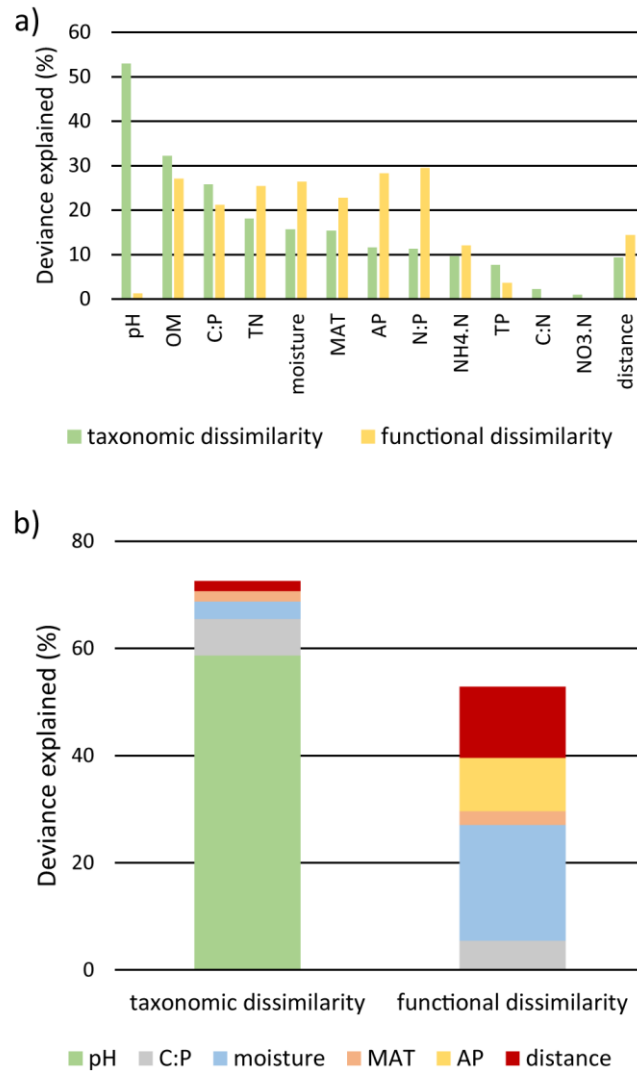 a)
Deviance explained (%)
60
50
40
30
20
10
0
pH
OM
C:P
TN
moisture
MAT
AP
N:P
NH4.N
TP
C:N
NO3.N
distance
taxonomic dissimilarity functional dissimilarity
b)
Deviance explained (%)
80
60
40
20
0
taxonomic dissimilarity functional dissimilarity
pH C:P moisture MAT AP distance